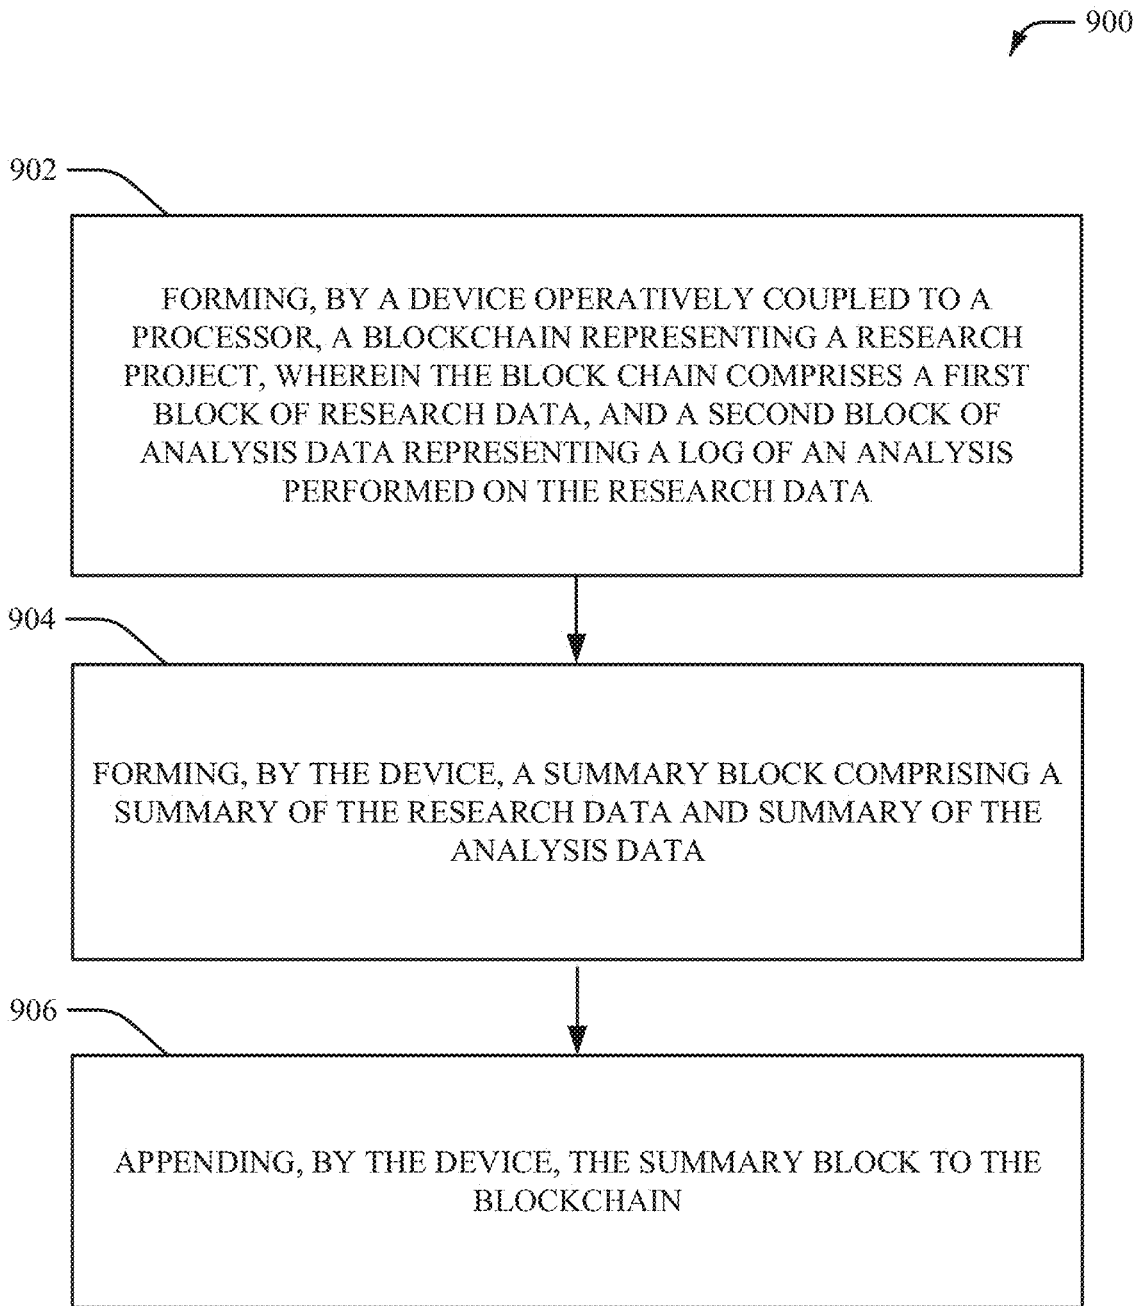 900
902
FORMING, BY A DEVICE OPERATIVELY COUPLED TO A
PROCESSOR, A BLOCKCHAIN REPRESENTING A RESEARCH
PROJECT, WHEREIN THE BLOCK CHAIN COMPRISES A FIRST
BLOCK OF RESEARCH DATA, AND A SECOND BLOCK OF
ANALYSIS DATA REPRESENTING A LOG OF AN ANALYSIS
PERFORMED ON THE RESEARCH DATA
904
FORMING, BY THE DEVICE, A SUMMARY BLOCK COMPRISING A
SUMMARY OF THE RESEARCH DATA AND SUMMARY OF THE
ANALYSIS DATA
906
APPENDING, BY THE DEVICE, THE SUMMARY BLOCK TO THE
BLOCKCHAIN